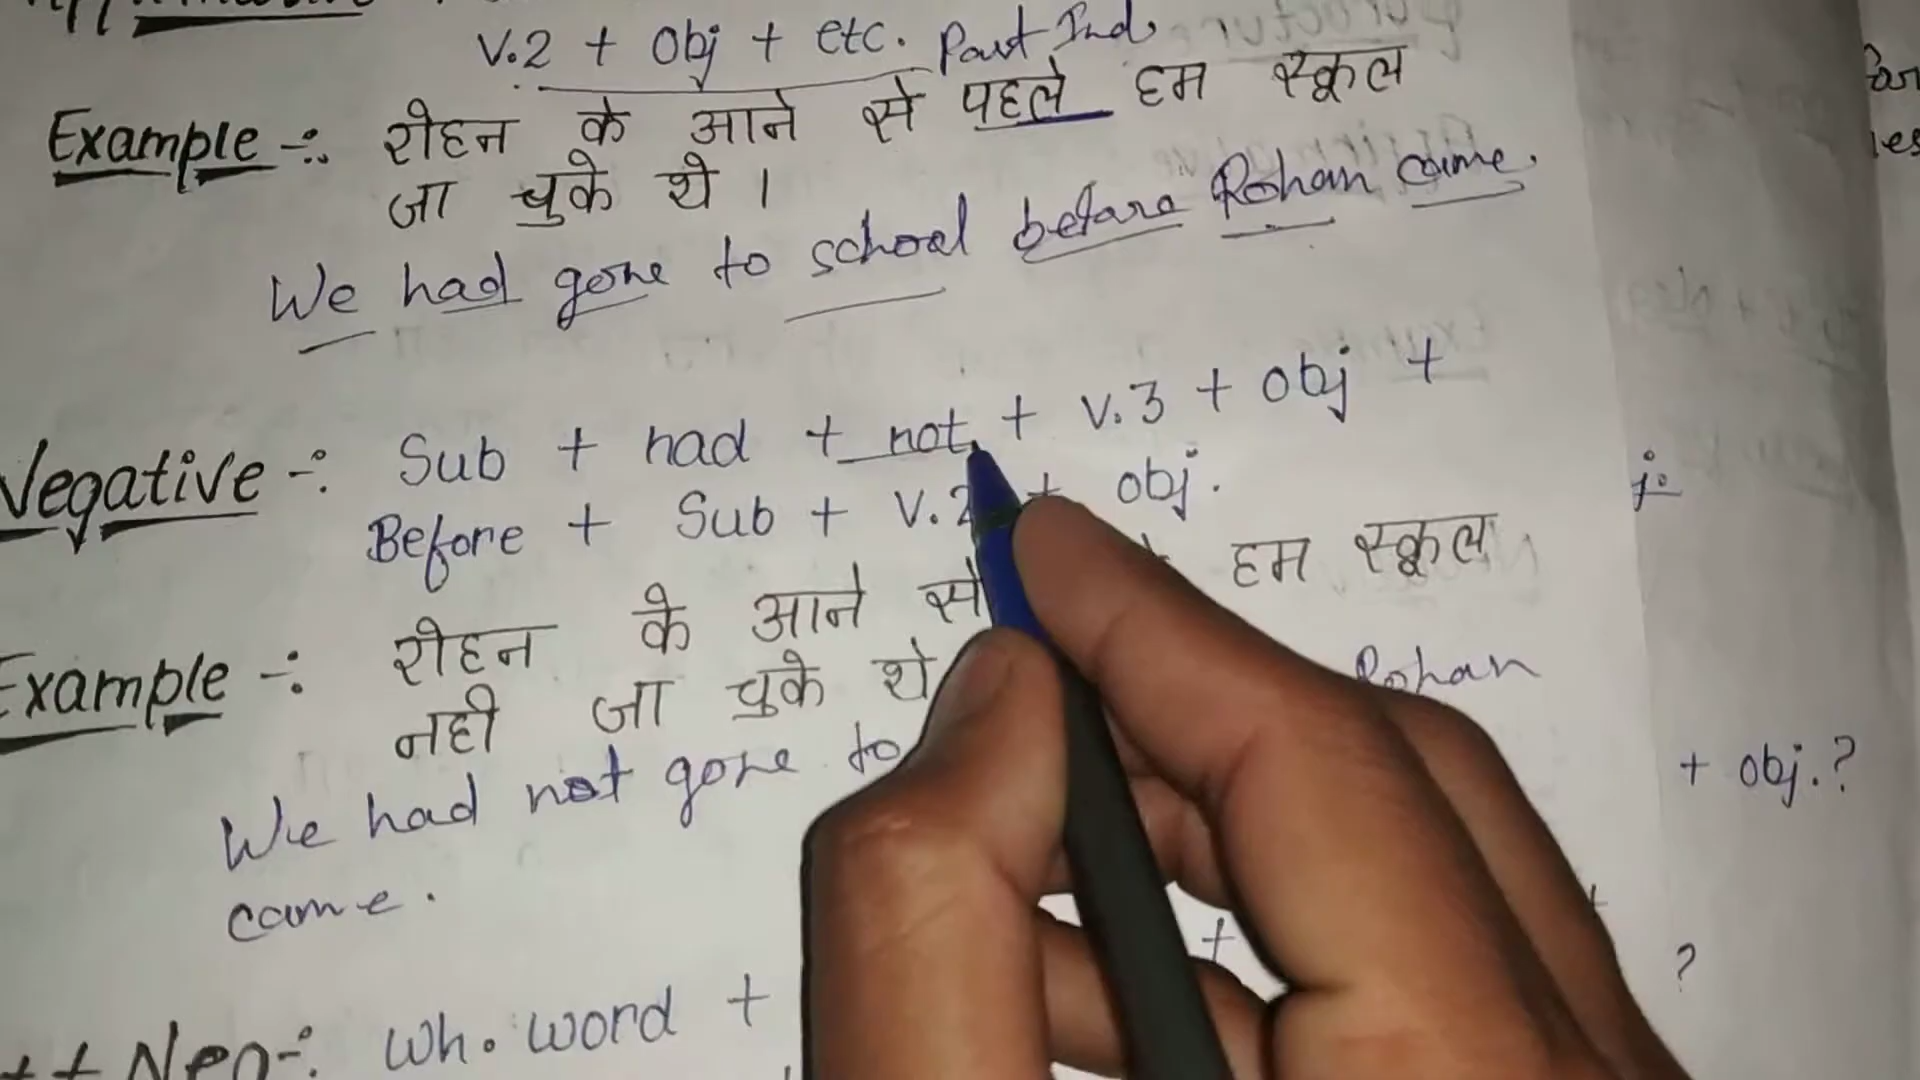 V.2 + Obj + etc. Past Ind.
Example -: रोहन के आने से पहले हम स्कूल
जा चुके थे ।
We had gone to school before Rohan came.
Negative -: Sub + had + not + V.3 + Obj +
Before + Sub + V.2 + obj.
Example -: रोहन के आने से हम स्कूल
नही जा चुके थे
We had not gone to Rohan
came.
+ obj.?
+
?
Wh. word +